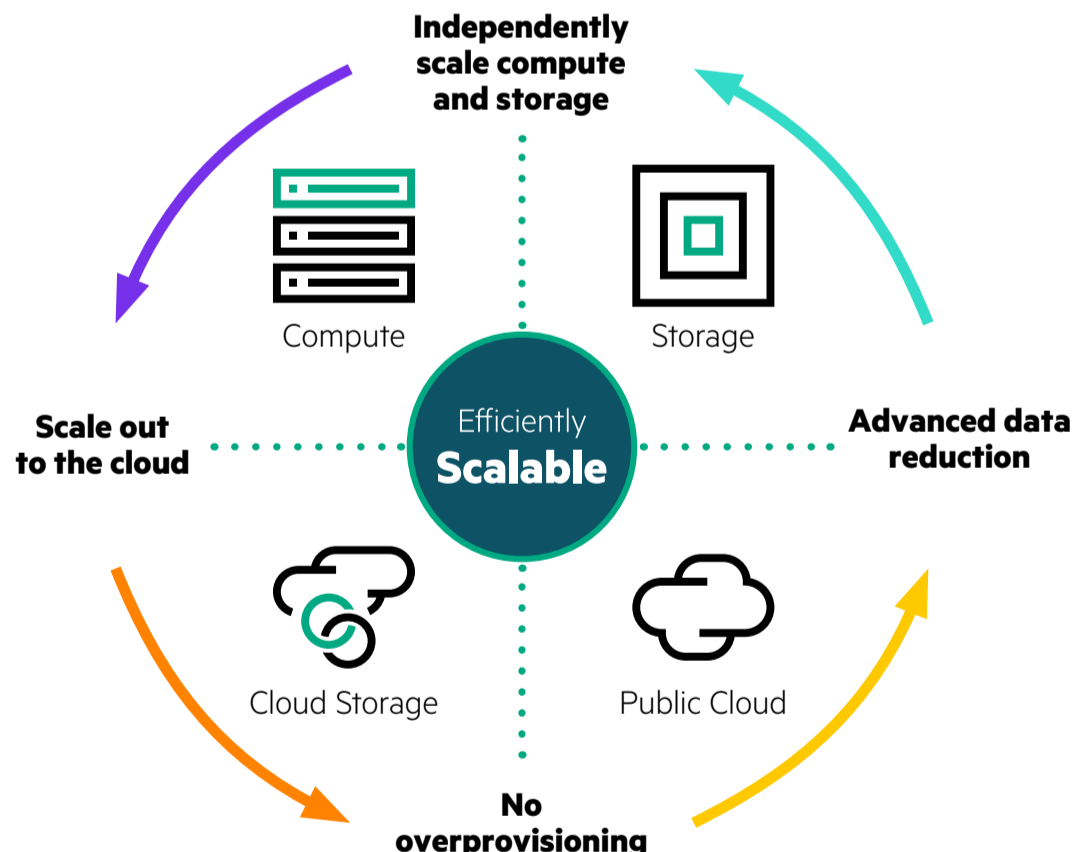 Independently
scale compute
and storage
Compute
Storage
Scale out
to the cloud
Efficiently
Scalable
Advanced data
reduction
Cloud Storage
Public Cloud
No
overprovisioning